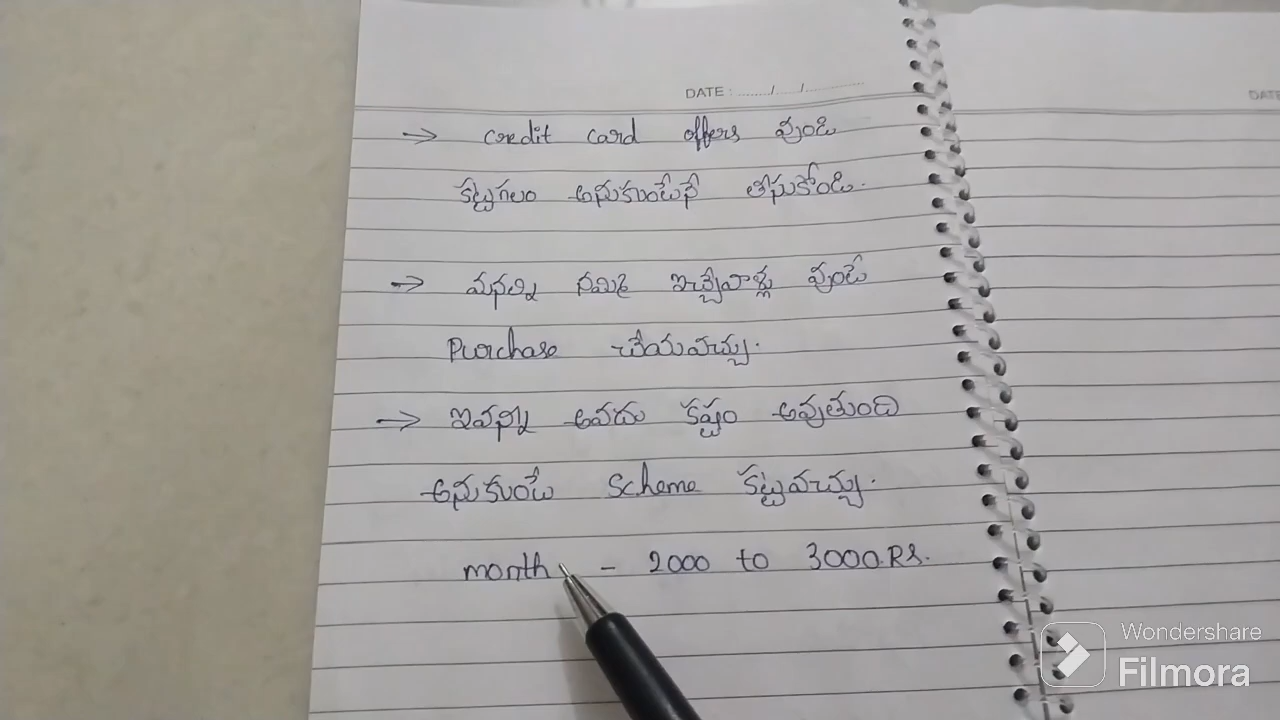 DATE : ......../....../................
DATE
→ credit card offers వుండి
కట్టగలం అనుకుంటేనే తీసుకోండి.
→ మనల్ని నమ్మి ఇచ్చేవాళ్లు వుంటే
Purchase చేయవచ్చు.
→ ఇవన్ని అవదు కష్టం అవుతుంది
అనుకుంటే Scheme కట్టవచ్చు.
month - 2000 to 3000.RS.
Wondershare
Filmora